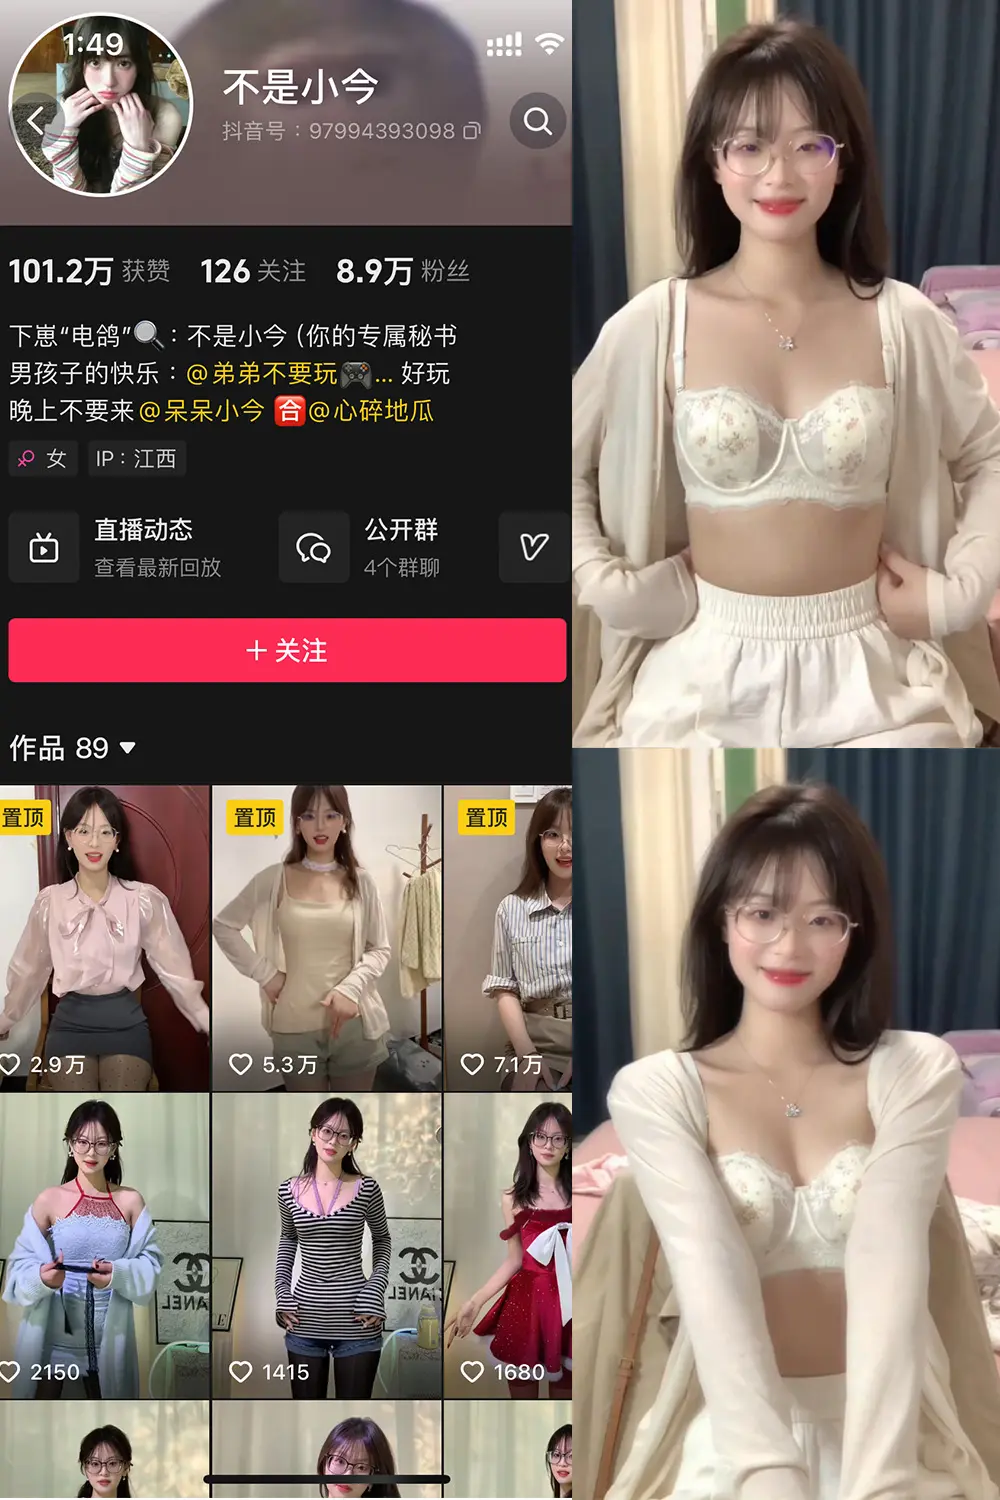 1:49
不是小今
抖音号：97994393098
101.2万 获赞 126 关注 8.9万 粉丝
下崽“电鸽”🔍：不是小今 (你的专属秘书
男孩子的快乐：@弟弟不要玩🎮... 好玩
晚上不要来@呆呆小今 🈴@心碎地瓜
女 IP：江西
直播动态
查看最新回放
公开群
4个群聊
+ 关注
作品 89
置顶
置顶
置顶
2.9万
5.3万
7.1万
CHANEL
CHANEL
2150
1415
1680